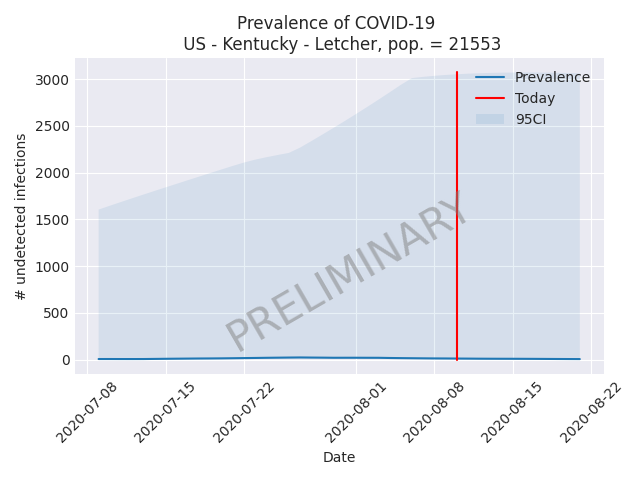 Prevalence of COVID-19
US - Kentucky - Letcher, pop. = 21553
3000
2500
2000
1500
1000
500
0
# undetected infections
Prevalence
Today
95CI
PRELIMINARY
2020-07-08
2020-07-15
2020-07-22
2020-08-01
2020-08-08
2020-08-15
2020-08-22
Date